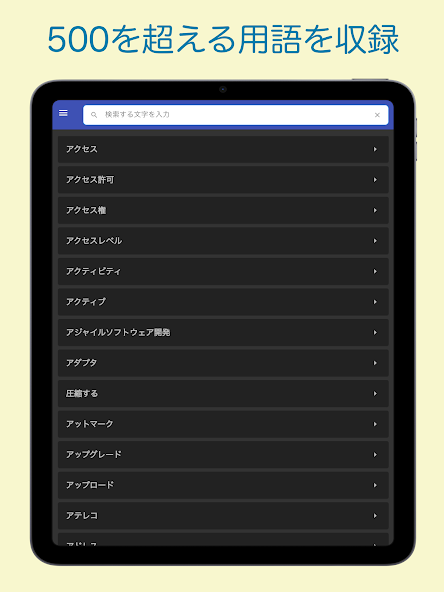 500を超える用語を収録
検索する文字を入力
アクセス
アクセス許可
アクセス権
アクセスレベル
アクティビティ
アクティブ
アジャイルソフトウェア開発
アダプタ
圧縮する
アットマーク
アップグレード
アップロード
アテレコ
アドレス